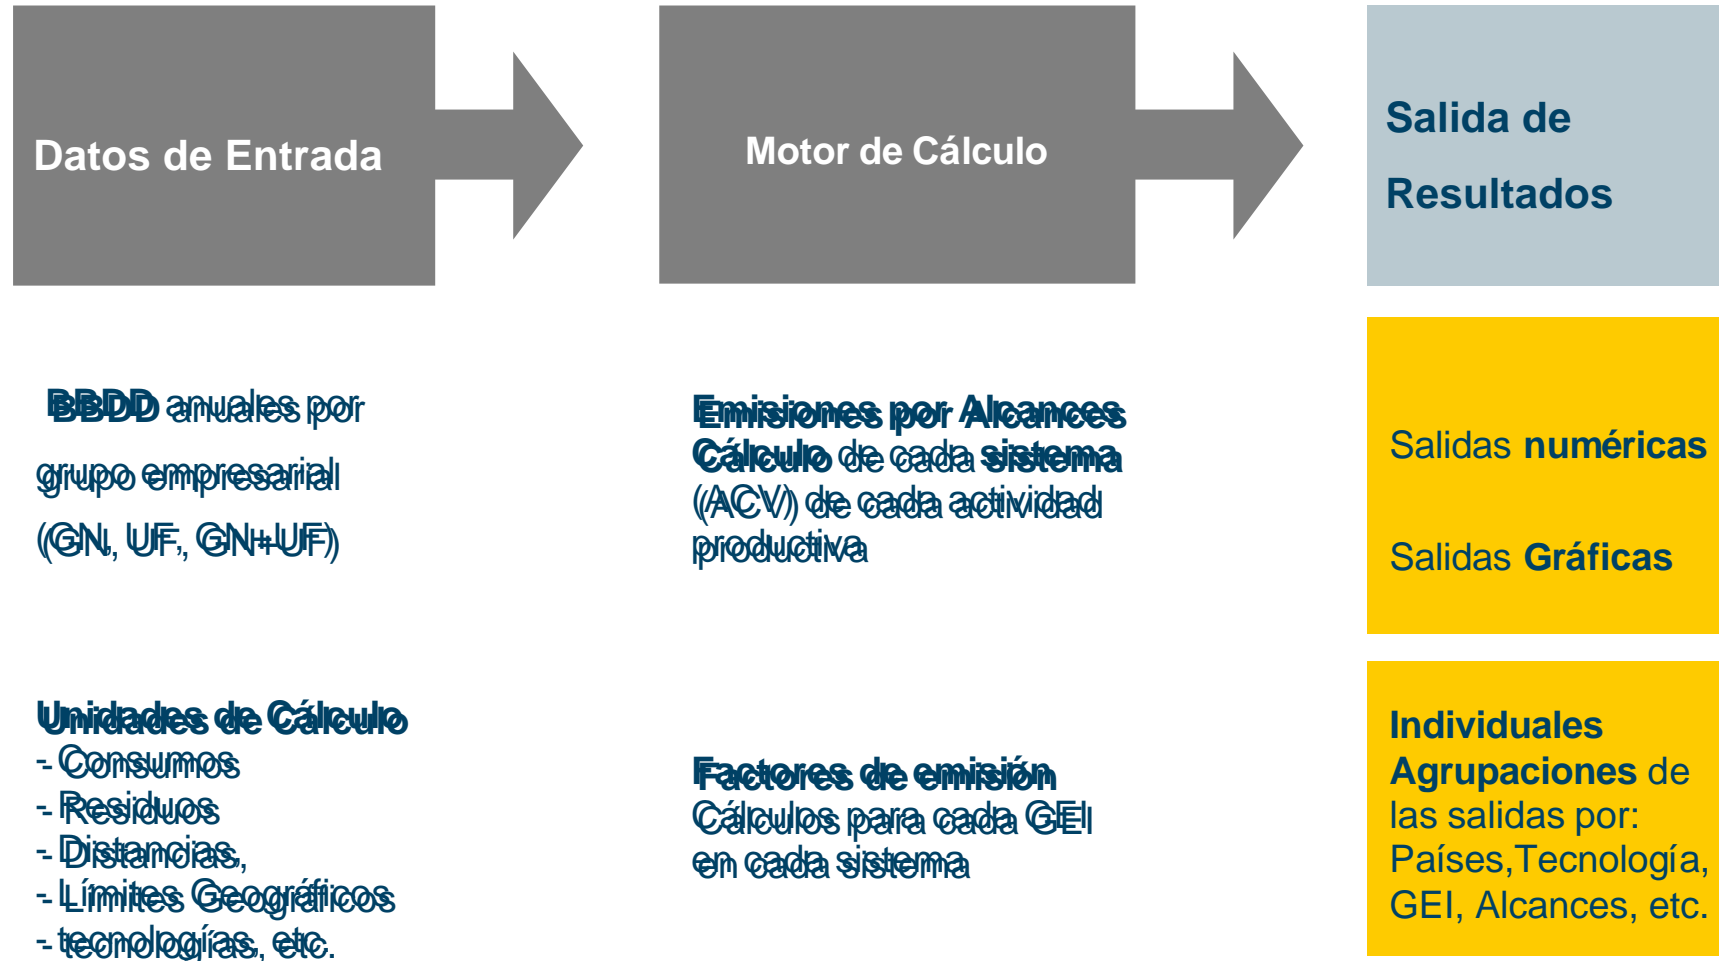 Datos de Entrada
Motor de Cálculo
Salida de
Resultados
BBDD anuales por
grupo empresarial
(GN, UF, GN+UF)
Unidades de Cálculo
- Consumos
- Residuos
- Distancias,
- Límites Geográficos
- tecnologías, etc.
Emisiones por Alcances
Cálculo de cada sistema
(ACV) de cada actividad
productiva
Factores de emisión
Cálculos para cada GEI
en cada sistema
Salidas numéricas
Salidas Gráficas
Individuales
Agrupaciones de
las salidas por:
Países,Tecnología,
GEI, Alcances, etc.